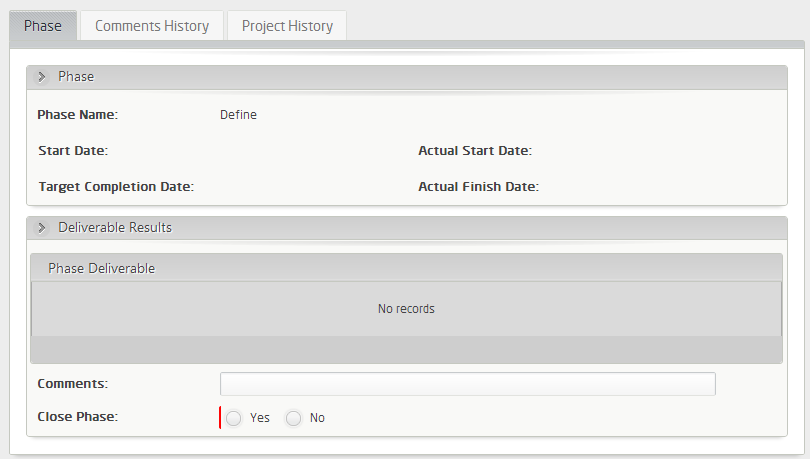 Phase Comments History Project History
Phase
Phase Name: Define
Start Date: Actual Start Date:
Target Completion Date: Actual Finish Date:
Deliverable Results
Phase Deliverable
No records
Comments:
Close Phase: Yes No